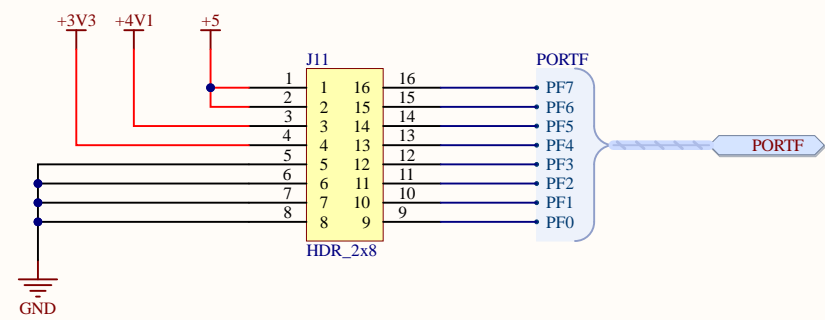 +3V3 +4V1 +5
J11 PORTF
1 1 16 16 PF7
2 2 15 15 PF6
3 3 14 14 PF5
4 4 13 13 PF4 PORTF
5 5 12 12 PF3
6 6 11 11 PF2
7 7 10 10 PF1
8 8 9 9 PF0
HDR_2x8
GND